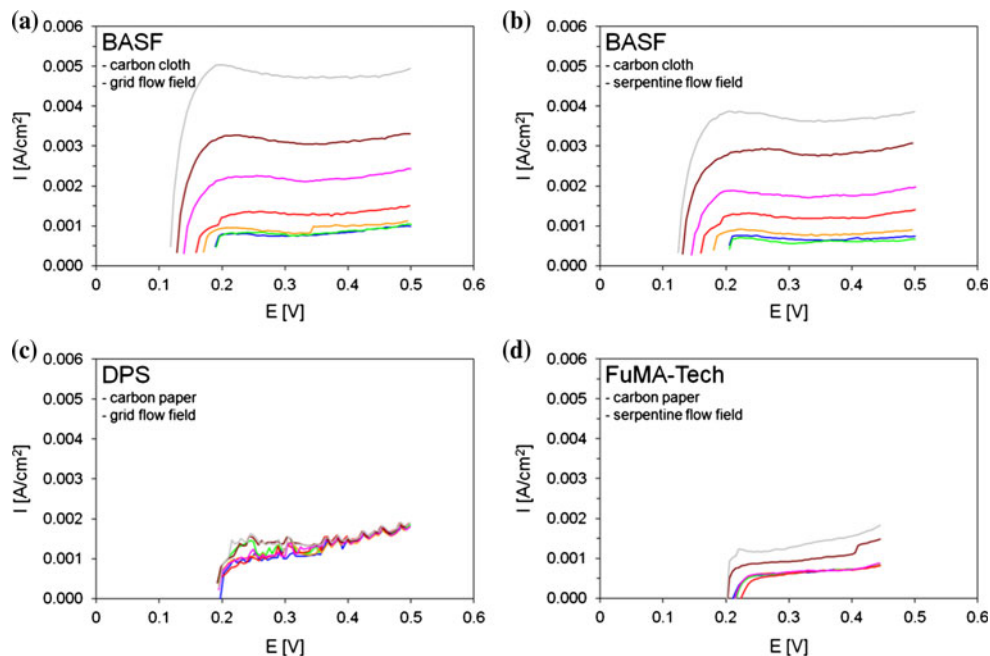 (a)
BASF
- carbon cloth
- grid flow field
I [A/cm²]
0.006
0.005
0.004
0.003
0.002
0.001
0.000
0 0.1 0.2 0.3 0.4 0.5 0.6
E [V]
(b)
BASF
- carbon cloth
- serpentine flow field
I [A/cm²]
0.006
0.005
0.004
0.003
0.002
0.001
0.000
0 0.1 0.2 0.3 0.4 0.5 0.6
E [V]
(c)
DPS
- carbon paper
- grid flow field
I [A/cm²]
0.006
0.005
0.004
0.003
0.002
0.001
0.000
0 0.1 0.2 0.3 0.4 0.5 0.6
E [V]
(d)
FuMA-Tech
- carbon paper
- serpentine flow field
I [A/cm²]
0.006
0.005
0.004
0.003
0.002
0.001
0.000
0 0.1 0.2 0.3 0.4 0.5 0.6
E [V]